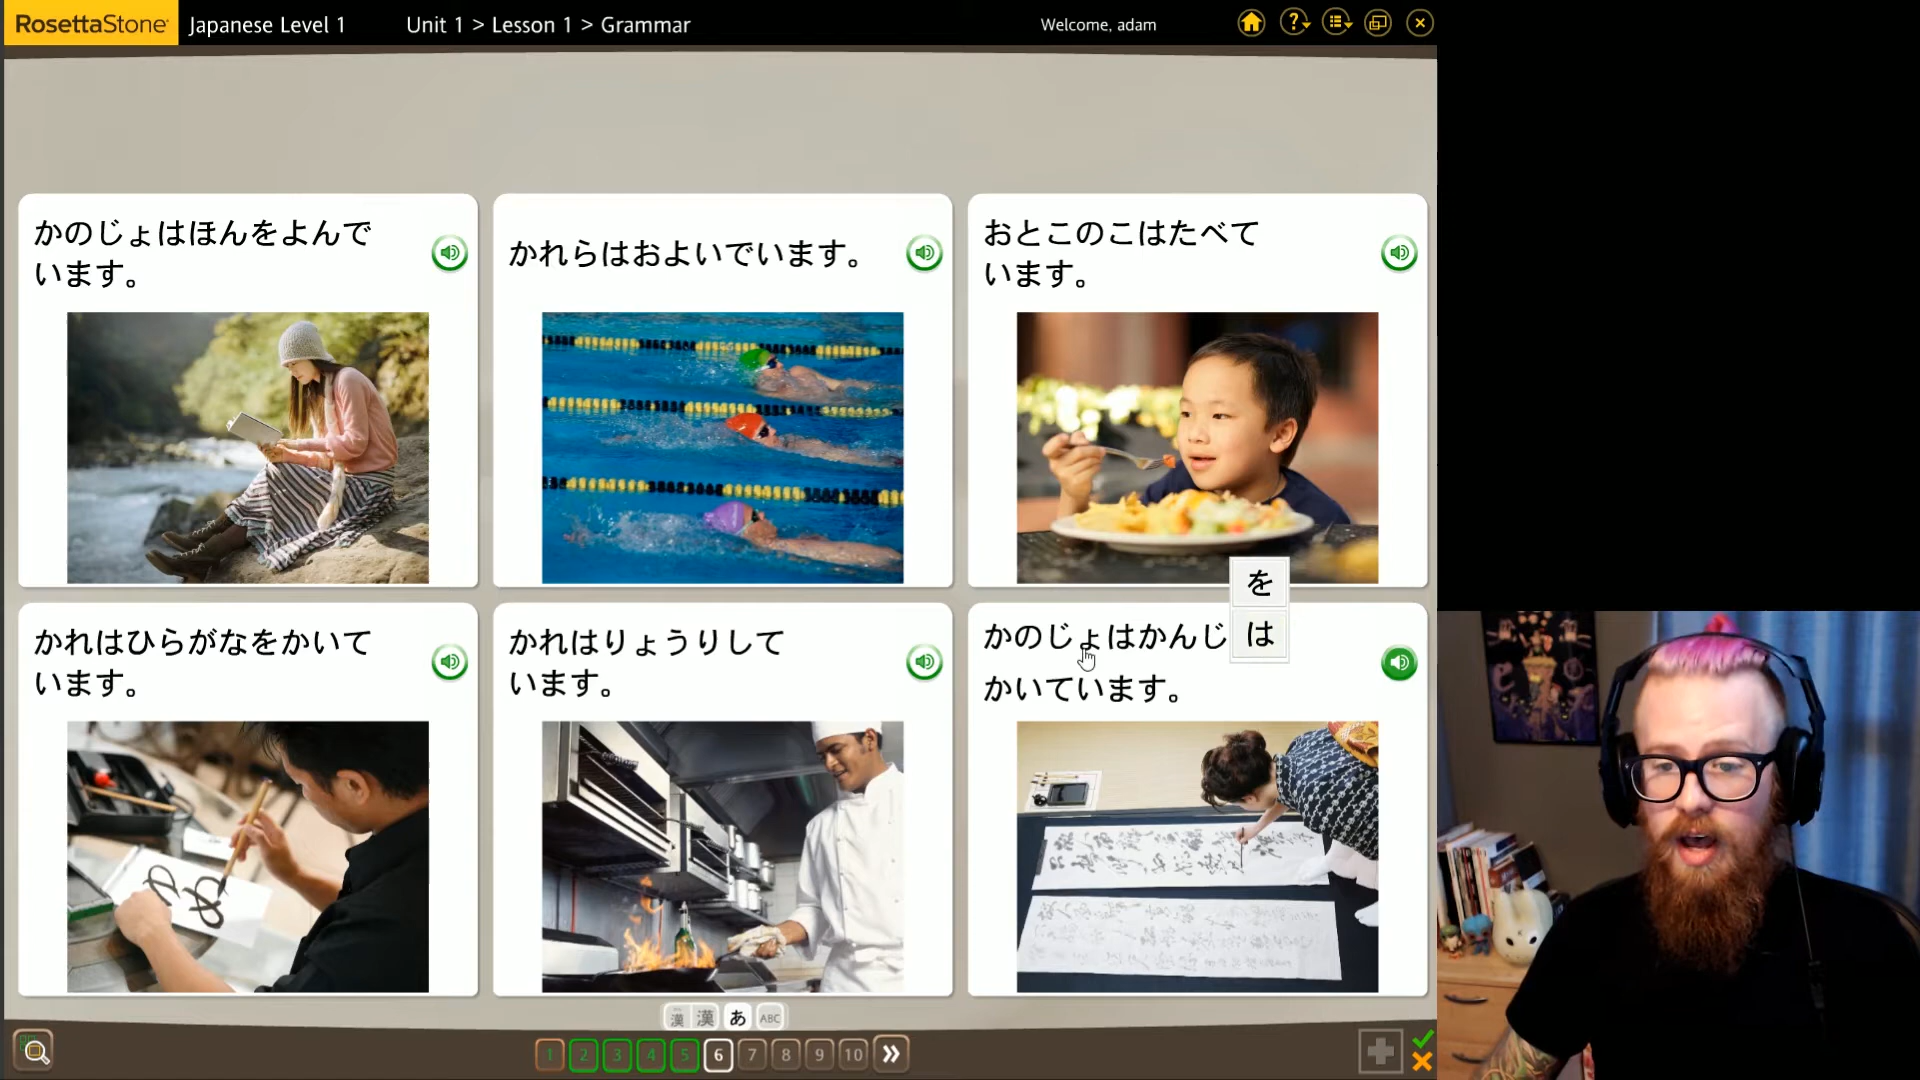 RosettaStone
Japanese Level 1
Unit 1 > Lesson 1 > Grammar
Welcome, adam
かのじょはほんをよんで
います。
かれらはおよいでいます。
おとこのこはたべて
います。
かれはひらがなをかいて
います。
かれはりょうりして
います。
かのじょはかんじ
を
は
かいています。
漢
漢
あ
ABC
1
2
3
4
5
6
7
8
9
10